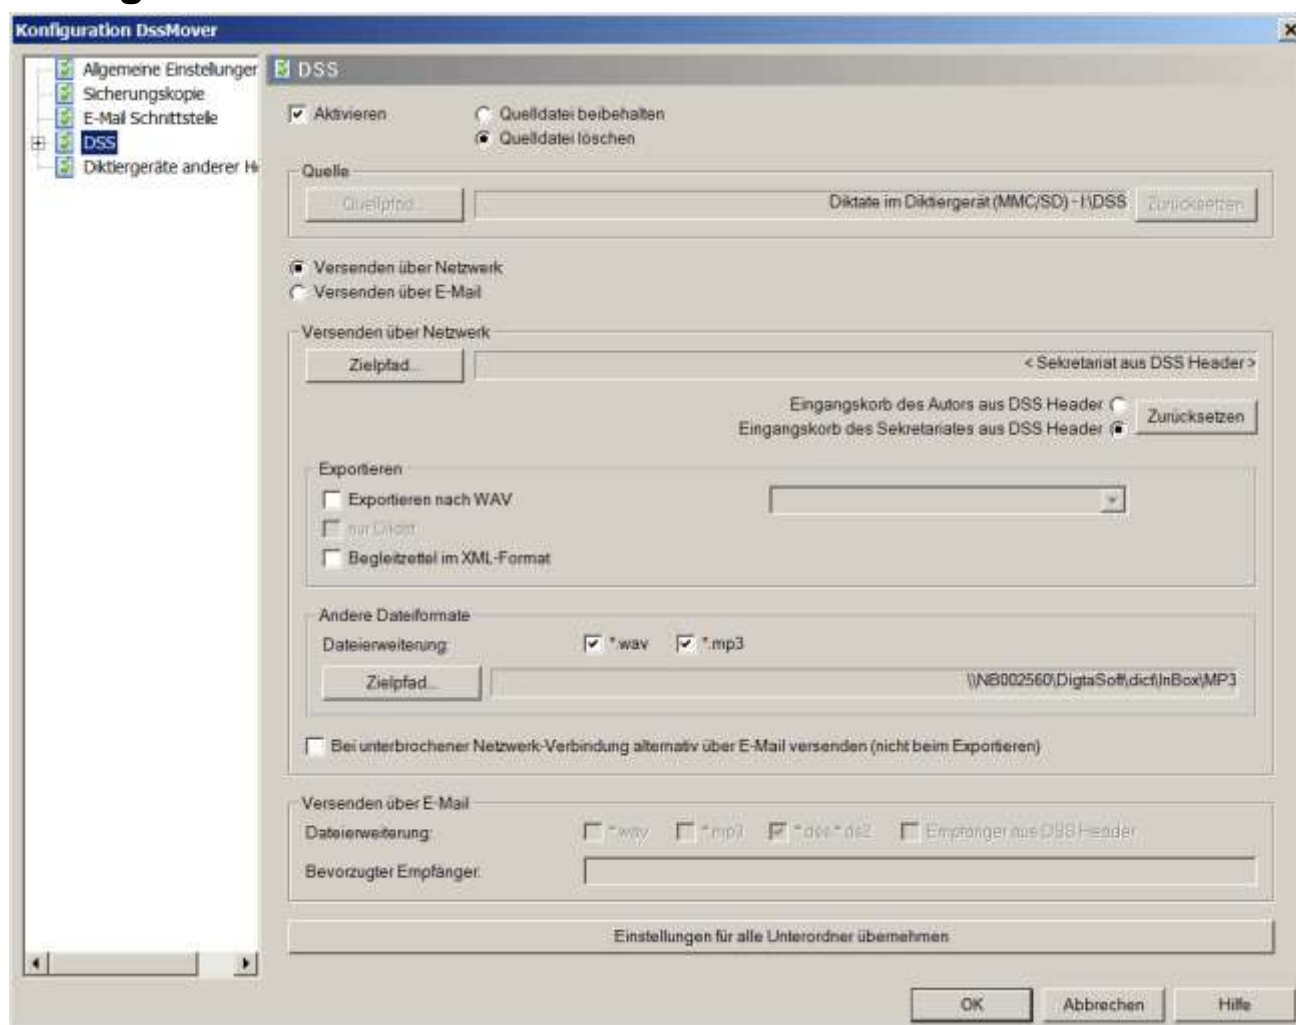 Konfiguration DssMover
Allgemeine Einstellunger
Sicherungskopie
E-Mail Schnittstelle
DSS
Diktiergeräte anderer He
DSS
Aktivieren
Quelldatei beibehalten
Quelldatei löschen
Quelle
Quellpfad...
Diktate im Diktiergerät (MMC/SD) - I:\DSS
Zurücksetzen
Versenden über Netzwerk
Versenden über E-Mail
Versenden über Netzwerk
Zielpfad...
< Sekretariat aus DSS Header >
Eingangskorb des Autors aus DSS Header
Eingangskorb des Sekretariates aus DSS Header
Zurücksetzen
Exportieren
Exportieren nach WAV
nur Diktat
Begleitzettel im XML-Format
Andere Dateiformate
Dateierweiterung:
*.wav
*.mp3
Zielpfad...
\\NB002560\DigtaSoft\dict\InBox\MP3
Bei unterbrochener Netzwerk-Verbindung alternativ über E-Mail versenden (nicht beim Exportieren)
Versenden über E-Mail
Dateierweiterung:
*.wav
*.mp3
*.dss *.ds2
Empfänger aus DSS Header
Bevorzugter Empfänger:
Einstellungen für alle Unterordner übernehmen
OK
Abbrechen
Hilfe